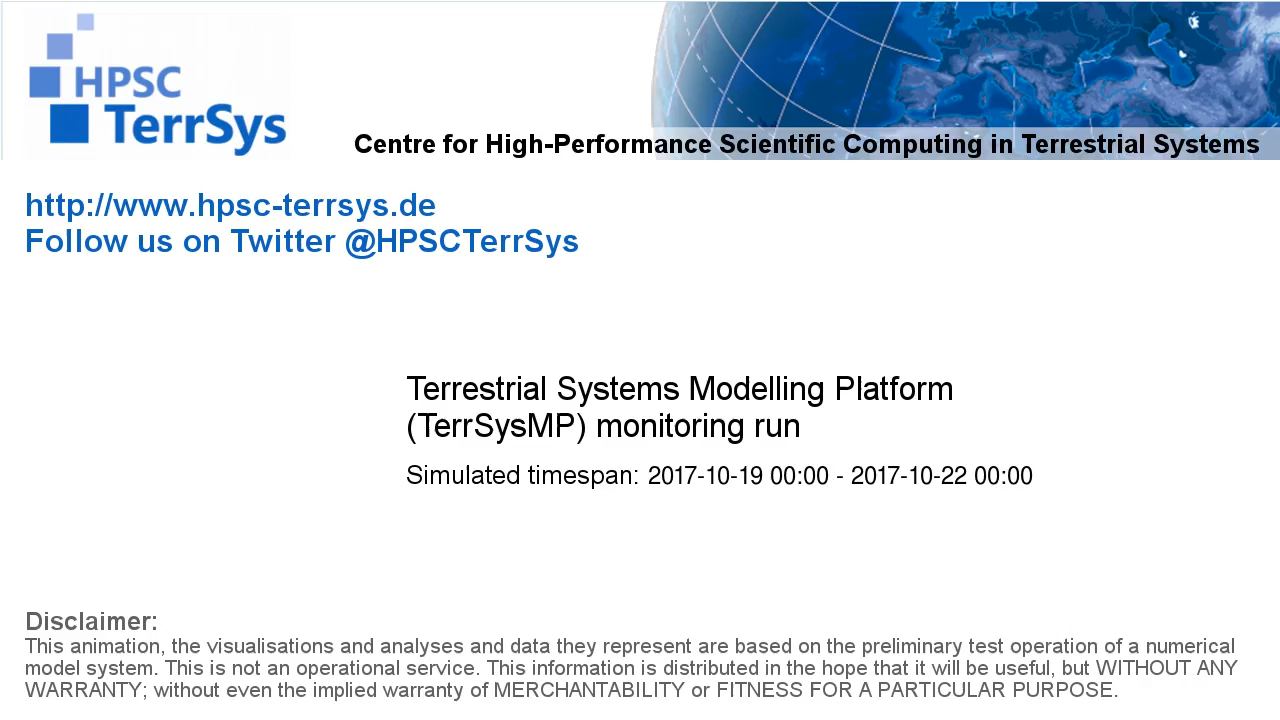 HPSC
TerrSys
Centre for High-Performance Scientific Computing in Terrestrial Systems
http://www.hpsc-terrsys.de
Follow us on Twitter @HPSCTerrSys
Terrestrial Systems Modelling Platform
(TerrSysMP) monitoring run
Simulated timespan: 2017-10-19 00:00 - 2017-10-22 00:00
Disclaimer:
This animation, the visualisations and analyses and data they represent are based on the preliminary test operation of a numerical
model system. This is not an operational service. This information is distributed in the hope that it will be useful, but WITHOUT ANY
WARRANTY; without even the implied warranty of MERCHANTABILITY or FITNESS FOR A PARTICULAR PURPOSE.